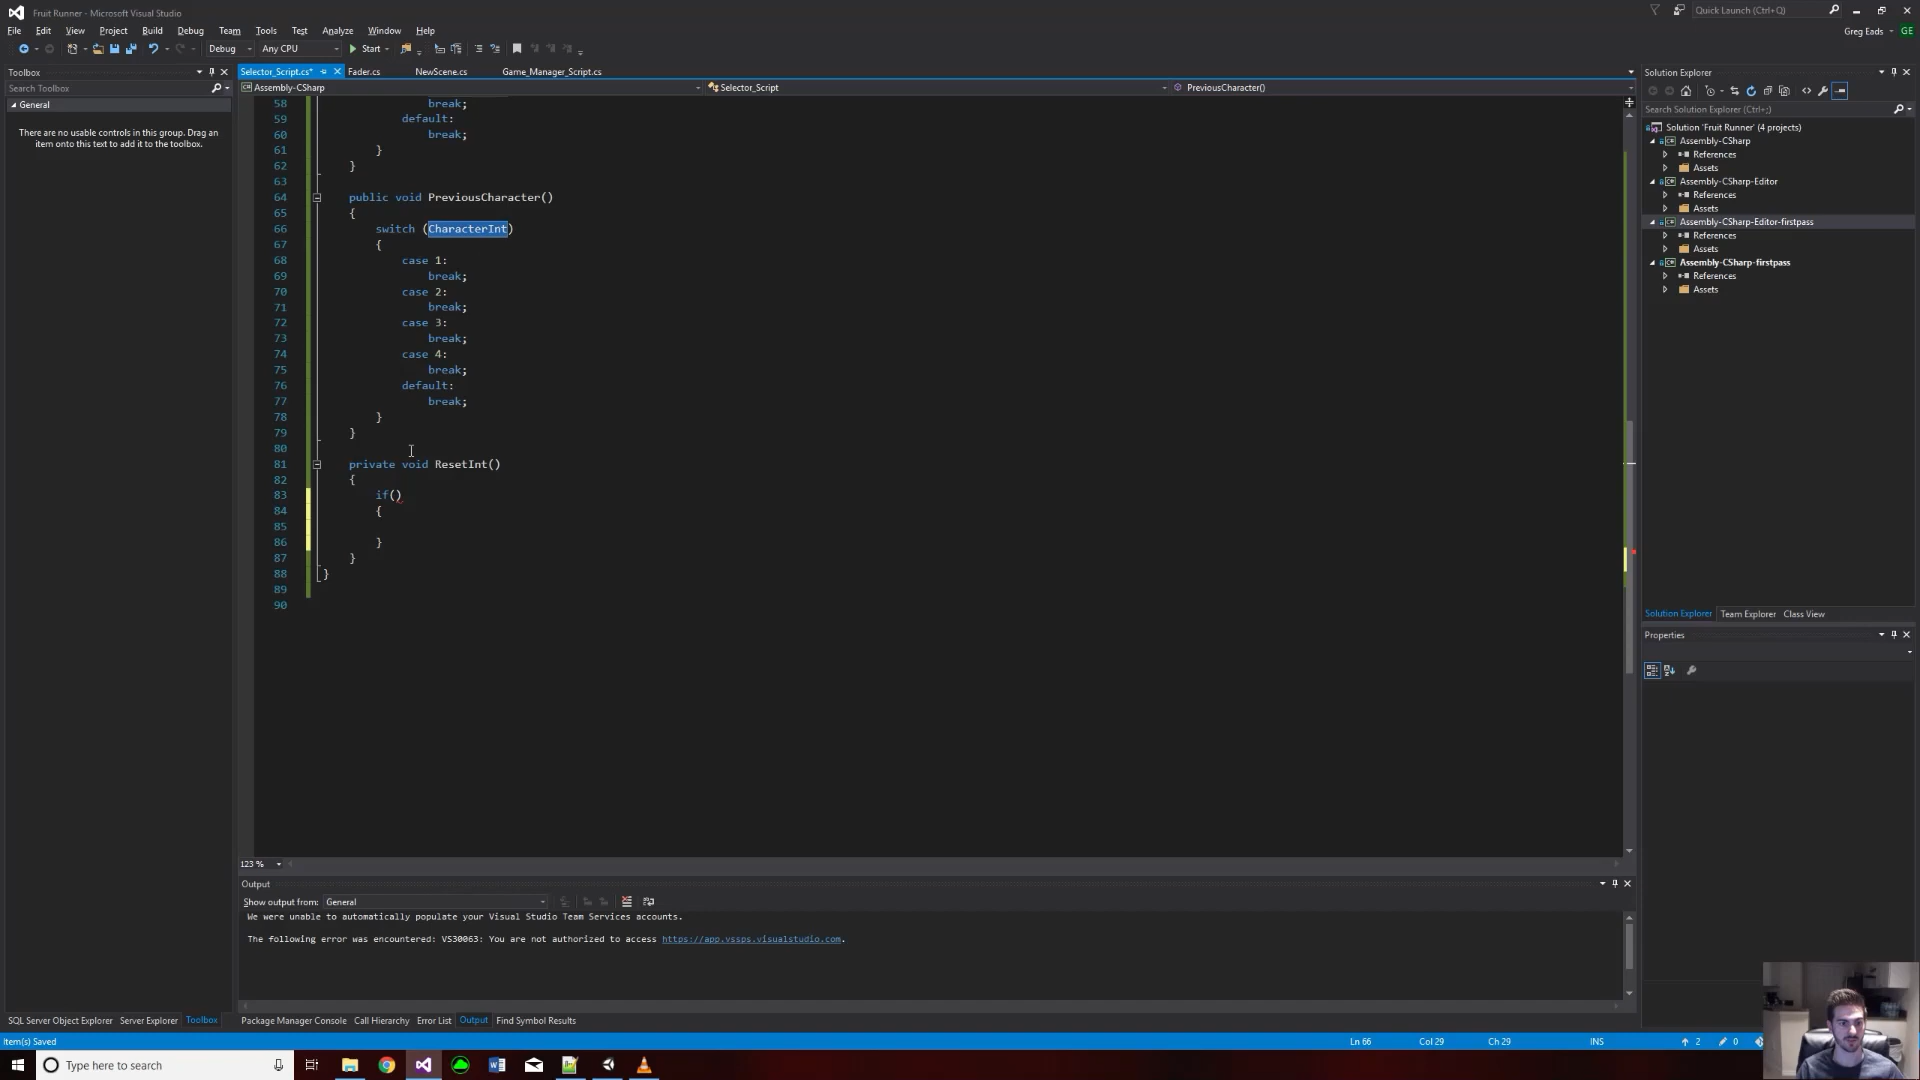 Fruit Runner - Microsoft Visual Studio
Quick Launch (Ctrl+Q)
File Edit View Project Build Debug Team Tools Test Analyze Window Help
Greg Eads GE
Debug Any CPU Start
Toolbox
Selector_Script.cs* Fader.cs NewScene.cs Game_Manager_Script.cs
Solution Explorer
Search Toolbox
Assembly-CSharp Selector_Script PreviousCharacter()
General
There are no usable controls in this group. Drag an
item onto this text to add it to the toolbox.
58 break;
59 default:
60 break;
61 }
62 }
63
64 public void PreviousCharacter()
65 {
66 switch (CharacterInt)
67 {
68 case 1:
69 break;
70 case 2:
71 break;
72 case 3:
73 break;
74 case 4:
75 break;
76 default:
77 break;
78 }
79 }
80
81 private void ResetInt()
82 {
83 if()
84 {
85
86 }
87 }
88 }
89
90
Search Solution Explorer (Ctrl+;)
Solution 'Fruit Runner' (4 projects)
Assembly-CSharp
References
Assets
Assembly-CSharp-Editor
References
Assets
Assembly-CSharp-Editor-firstpass
References
Assets
Assembly-CSharp-firstpass
References
Assets
Solution Explorer Team Explorer Class View
Properties
123 %
Output
Show output from: General
We were unable to automatically populate your Visual Studio Team Services accounts.
The following error was encountered: VS30063: You are not authorized to access https://app.vssps.visualstudio.com.
SQL Server Object Explorer Server Explorer Toolbox
Package Manager Console Call Hierarchy Error List Output Find Symbol Results
Item(s) Saved
Ln 66 Col 29 Ch 29 INS 2 0
Type here to search